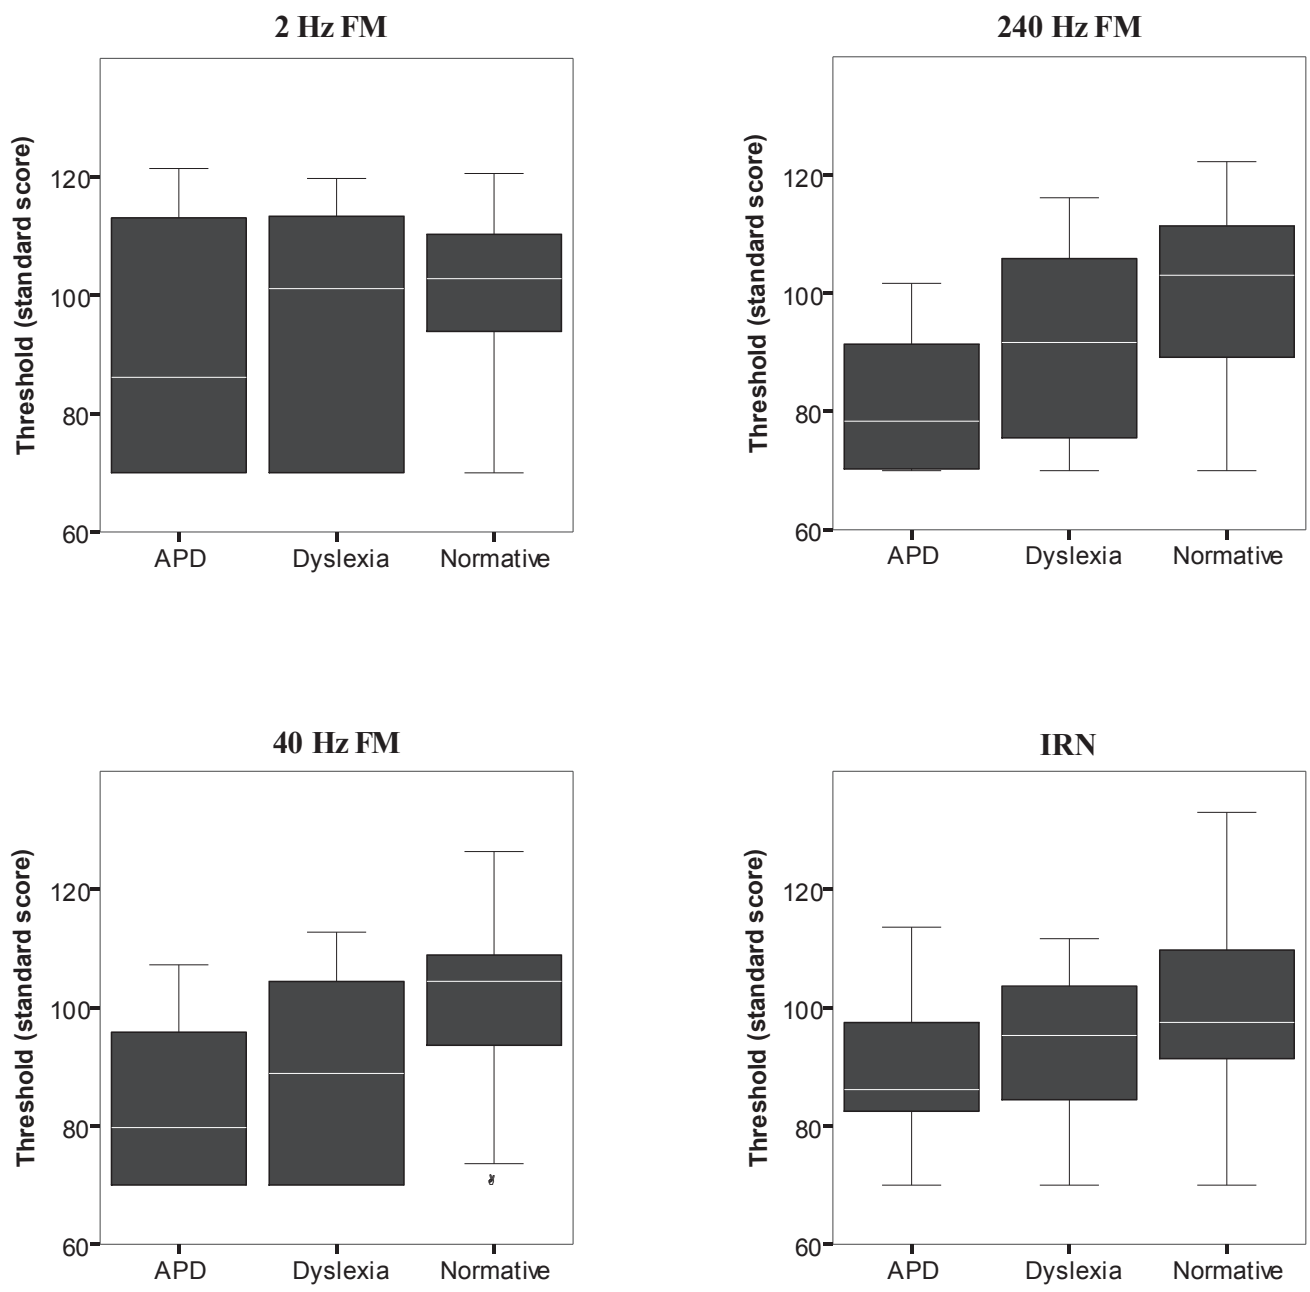 2 Hz FM
Threshold (standard score)
120
100
80
60
APD Dyslexia Normative
240 Hz FM
Threshold (standard score)
120
100
80
60
APD Dyslexia Normative
40 Hz FM
Threshold (standard score)
120
100
80
60
APD Dyslexia Normative
IRN
Threshold (standard score)
120
100
80
60
APD Dyslexia Normative